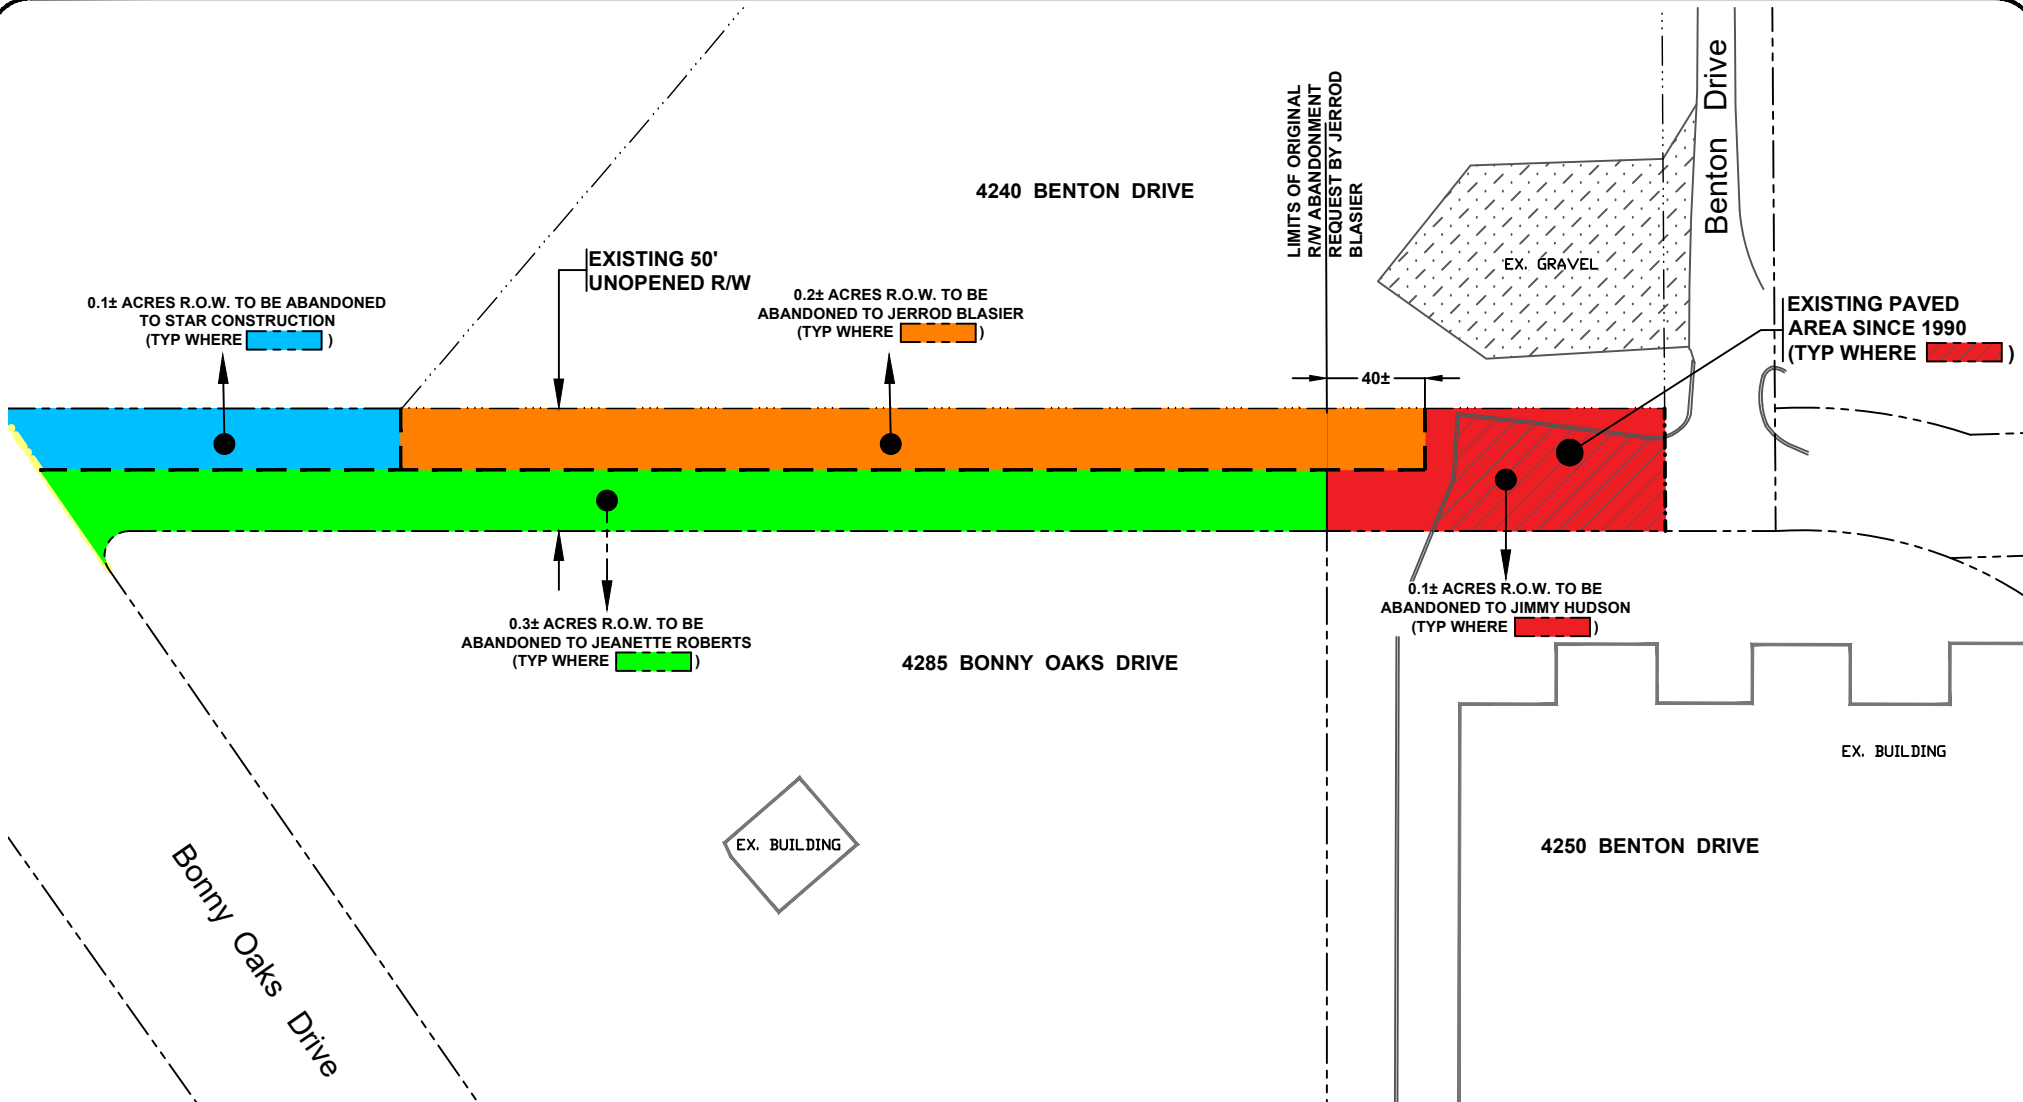 LIMITS OF ORIGINAL
R/W ABANDONMENT
REQUEST BY JERROD
BLASIER
Benton Drive
4240 BENTON DRIVE
EXISTING 50'
UNOPENED R/W
EX. GRAVEL
0.1± ACRES R.O.W. TO BE ABANDONED
TO STAR CONSTRUCTION
(TYP WHERE )
0.2± ACRES R.O.W. TO BE
ABANDONED TO JERROD BLASIER
(TYP WHERE )
EXISTING PAVED
AREA SINCE 1990
(TYP WHERE )
40±
0.3± ACRES R.O.W. TO BE
ABANDONED TO JEANETTE ROBERTS
(TYP WHERE )
0.1± ACRES R.O.W. TO BE
ABANDONED TO JIMMY HUDSON
(TYP WHERE )
4285 BONNY OAKS DRIVE
EX. BUILDING
EX. BUILDING
4250 BENTON DRIVE
Bonny Oaks Drive